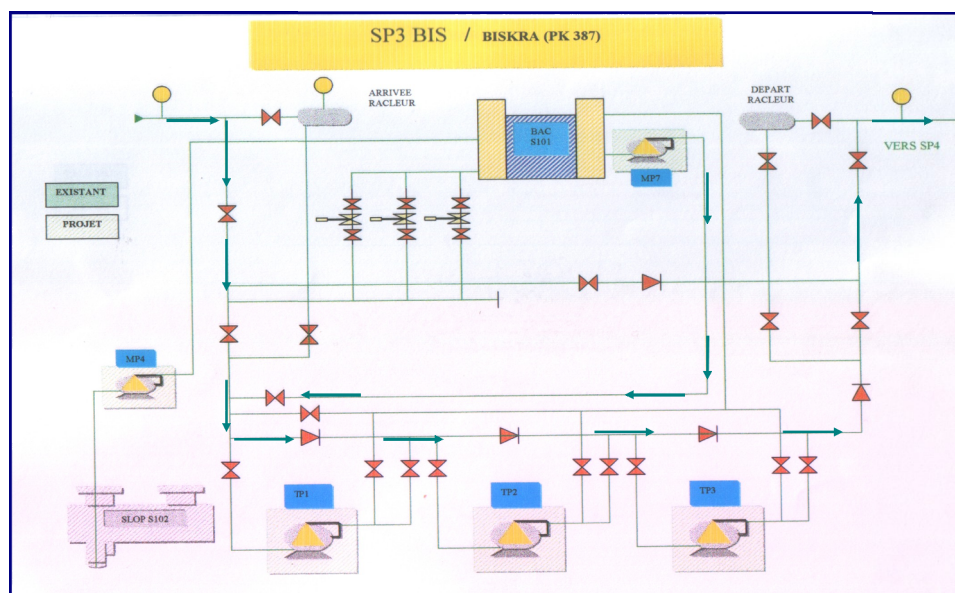 SP3 BIS / BISKRA (PK 387)
ARRIVEE
RACLEUR
DEPART
RACLEUR
BAC
S101
MP7
VERS SP4
EXISTANT
PROJET
MP4
TP1
TP2
TP3
SLOP S102